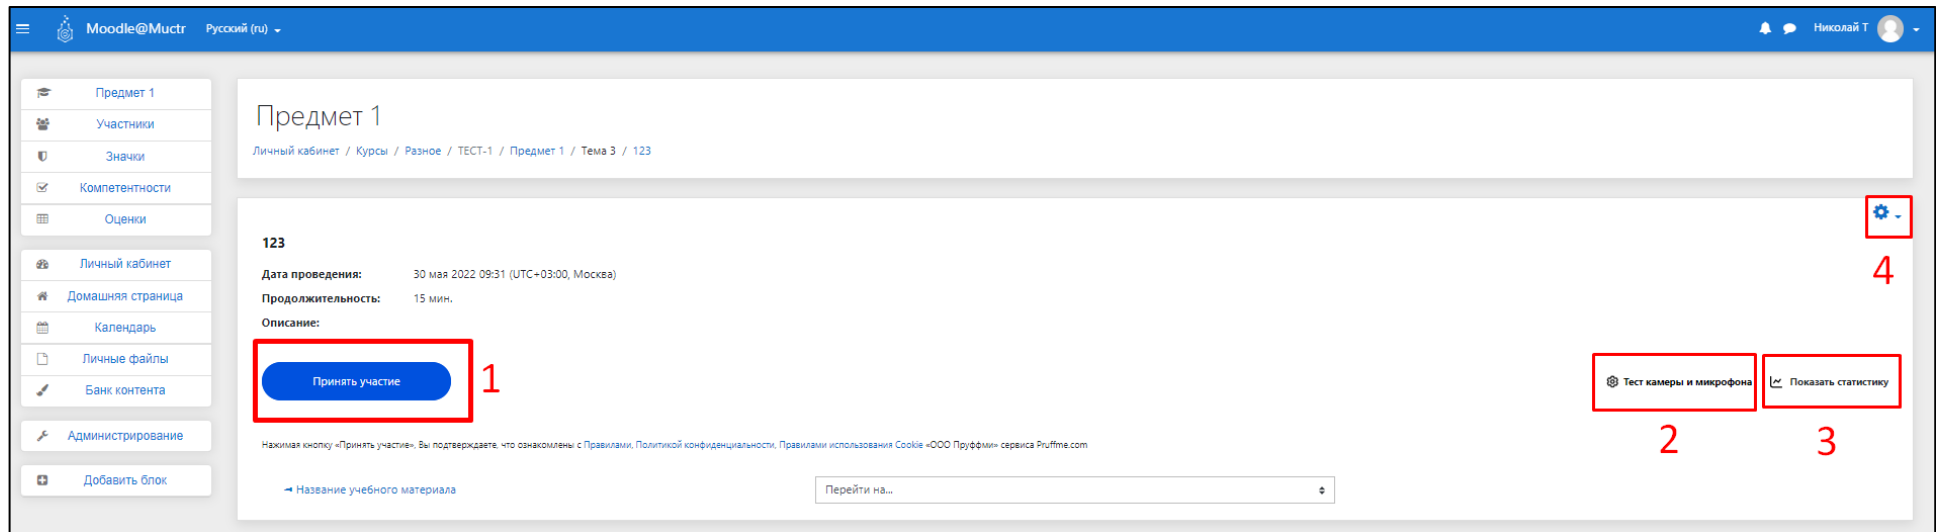 Moodle@Muctr Русский (ru) Николай Т
Предмет 1
Участники
Значки
Компетентности
Оценки
Личный кабинет
Домашняя страница
Календарь
Личные файлы
Банк контента
Администрирование
Добавить блок
Предмет 1
Личный кабинет / Курсы / Разное / ТЕСТ-1 / Предмет 1 / Тема 3 / 123
4
123
Дата проведения: 30 мая 2022 09:31 (UTC+03:00, Москва)
Продолжительность: 15 мин.
Описание:
Принять участие 1 Тест камеры и микрофона Показать статистику
2 3
Нажимая кнопку «Принять участие», Вы подтверждаете, что ознакомлены с Правилами, Политикой конфиденциальности, Правилами использования Cookie «ООО Пруффми» сервиса Pruffme.com
◄ Название учебного материала Перейти на...